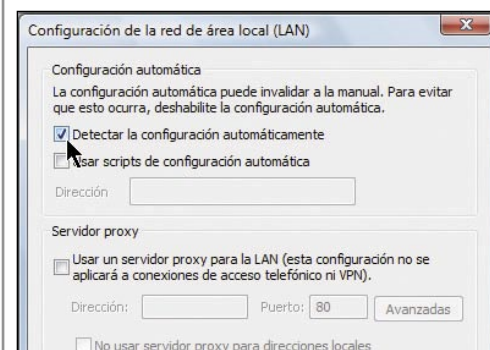 Configuración de la red de área local (LAN)
Configuración automática
La configuración automática puede invalidar a la manual. Para evitar
que esto ocurra, deshabilite la configuración automática.
Detectar la configuración automáticamente
Usar scripts de configuración automática
Dirección
Servidor proxy
Usar un servidor proxy para la LAN (esta configuración no se
aplicará a conexiones de acceso telefónico ni VPN).
Dirección: Puerto: 80 Avanzadas
No usar servidor proxy para direcciones locales